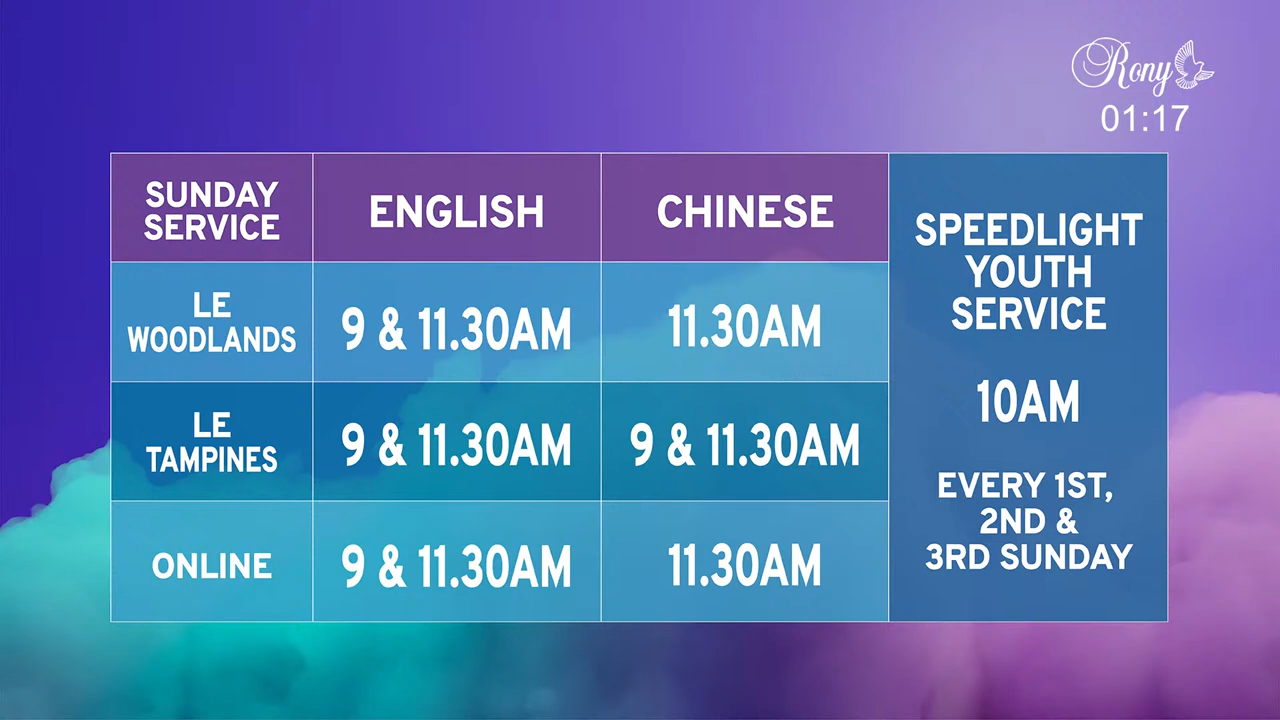 Rony
01:17
SUNDAY
SERVICE
ENGLISH
CHINESE
LE
WOODLANDS
9 & 11.30AM
11.30AM
LE
TAMPINES
9 & 11.30AM
9 & 11.30AM
ONLINE
9 & 11.30AM
11.30AM
SPEEDLIGHT
YOUTH
SERVICE
10AM
EVERY 1ST,
2ND &
3RD SUNDAY